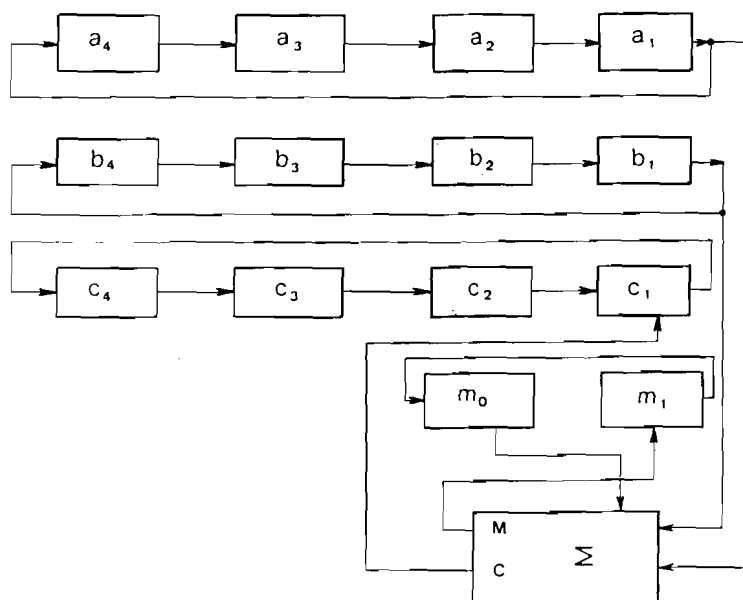 a₄ a₃ a₂ a₁
b₄ b₃ b₂ b₁
c₄ c₃ c₂ c₁
m₀ m₁
M
M
C